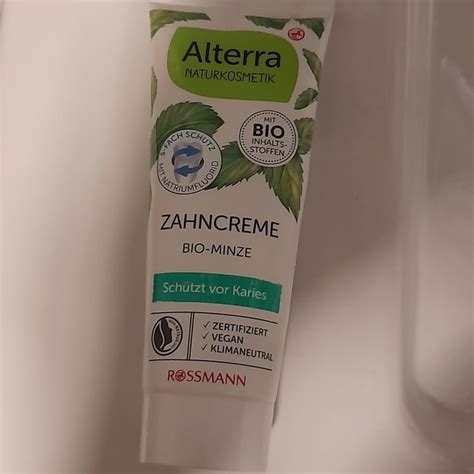 Alterra
NATURKOSMETIK
MIT
BIO
INHALTS-
STOFFEN
5-FACH SCHUTZ
MIT NATRIUMFLUORID
ZAHNCREME
BIO-MINZE
Schützt vor Karies
✓ ZERTIFIZIERT
✓ VEGAN
✓ KLIMANEUTRAL
ROSSMANN